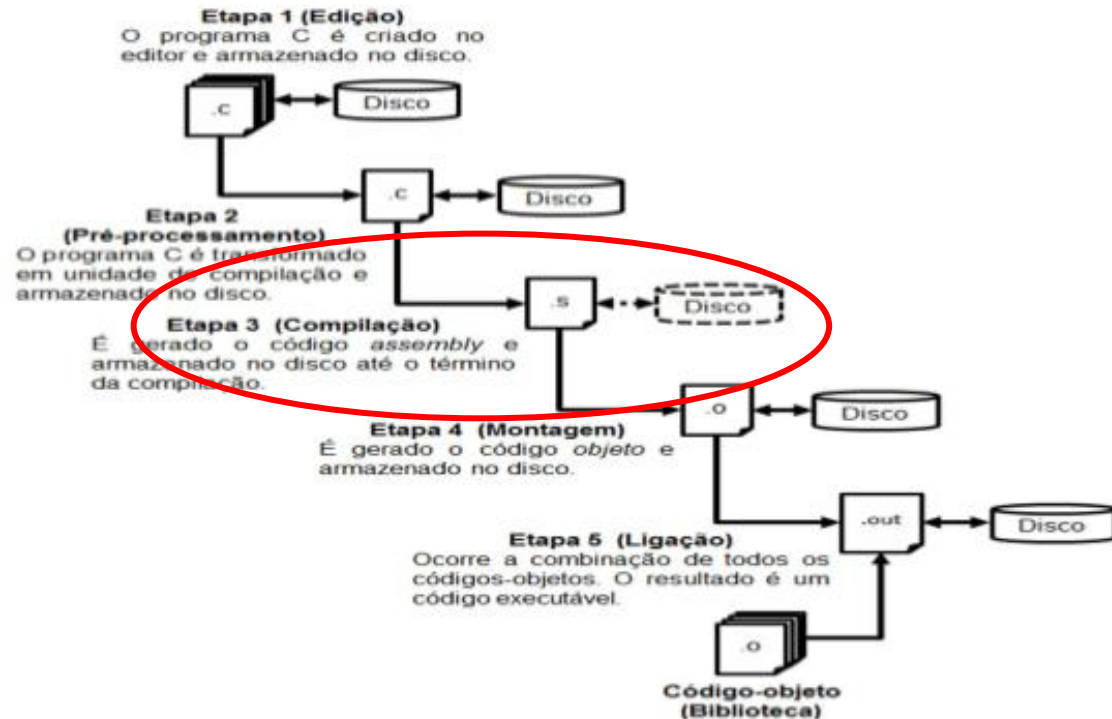 Etapa 1 (Edição)
O programa C é criado no
editor e armazenado no disco.
.c
Disco
.c
Disco
Etapa 2
(Pré-processamento)
O programa C é transformado
em unidade de compilação e
armazenado no disco.
.s
Disco
Etapa 3 (Compilação)
É gerado o código assembly e
armazenado no disco até o término
da compilação.
.o
Disco
Etapa 4 (Montagem)
É gerado o código objeto e
armazenado no disco.
.out
Disco
Etapa 5 (Ligação)
Ocorre a combinação de todos os
códigos-objetos. O resultado é um
código executável.
.o
Código-objeto
(Biblioteca)